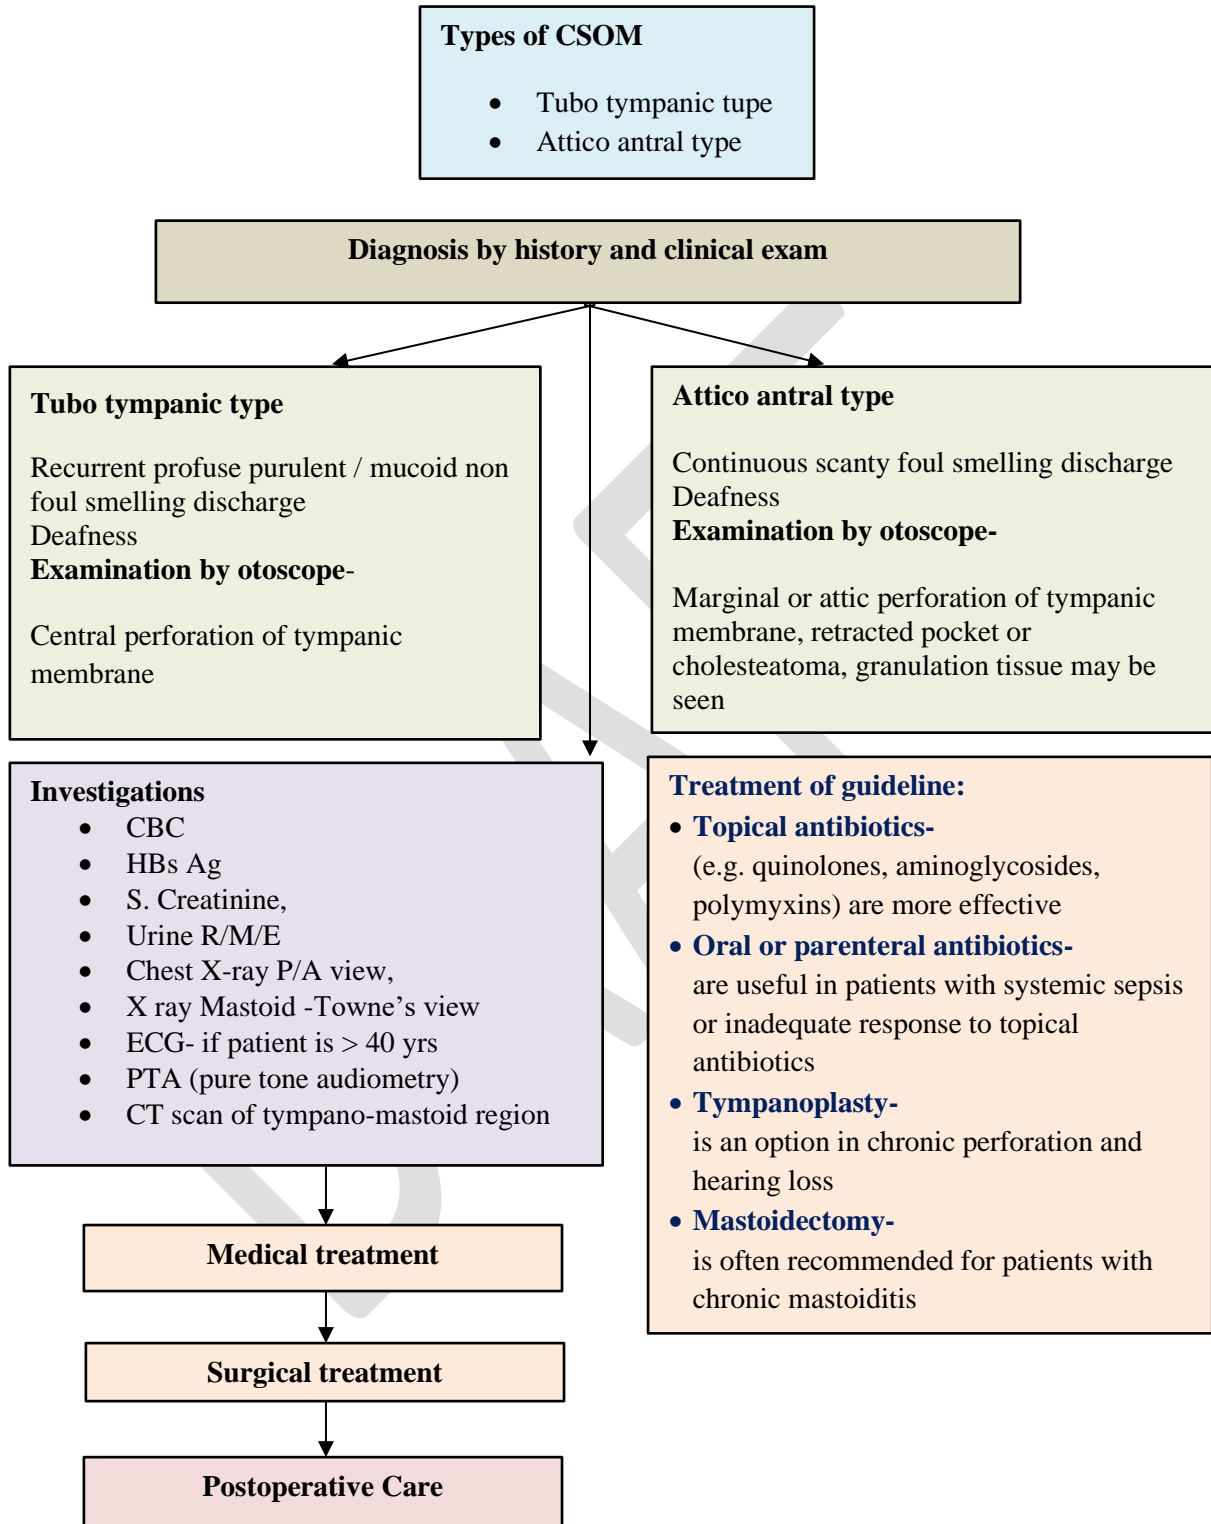 Types of CSOM
• Tubo tympanic tupe
• Attico antral type
Diagnosis by history and clinical exam
Tubo tympanic type
Recurrent profuse purulent / mucoid non
foul smelling discharge
Deafness
Examination by otoscope-
Central perforation of tympanic
membrane
Attico antral type
Continuous scanty foul smelling discharge
Deafness
Examination by otoscope-
Marginal or attic perforation of tympanic
membrane, retracted pocket or
cholesteatoma, granulation tissue may be
seen
Investigations
• CBC
• HBs Ag
• S. Creatinine,
• Urine R/M/E
• Chest X-ray P/A view,
• X ray Mastoid -Towne’s view
• ECG- if patient is > 40 yrs
• PTA (pure tone audiometry)
• CT scan of tympano-mastoid region
Treatment of guideline:
• Topical antibiotics-
(e.g. quinolones, aminoglycosides,
polymyxins) are more effective
• Oral or parenteral antibiotics-
are useful in patients with systemic sepsis
or inadequate response to topical
antibiotics
• Tympanoplasty-
is an option in chronic perforation and
hearing loss
• Mastoidectomy-
is often recommended for patients with
chronic mastoiditis
Medical treatment
Surgical treatment
Postoperative Care